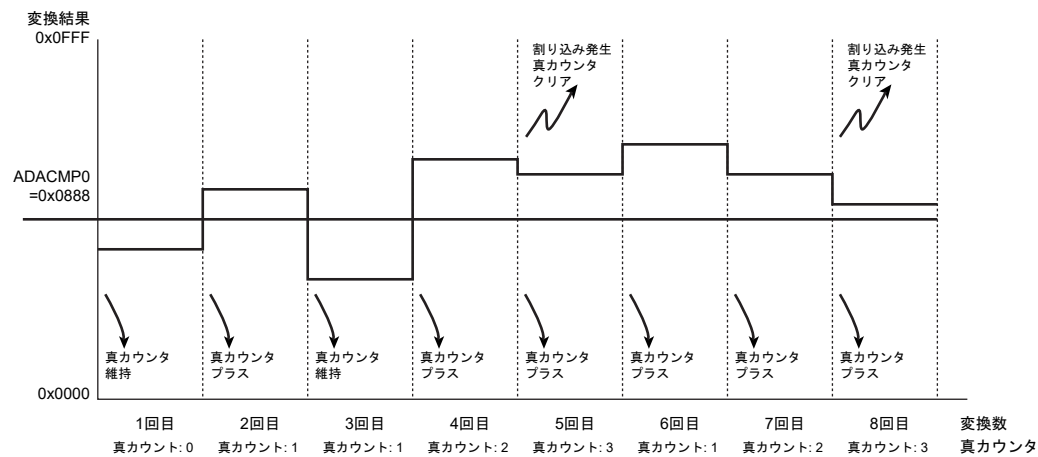 変換結果
0x0FFF
割り込み発生
真カウンタ
クリア
割り込み発生
真カウンタ
クリア
ADACMP0
=0x0888
真カウンタ
維持
真カウンタ
プラス
真カウンタ
維持
真カウンタ
プラス
真カウンタ
プラス
真カウンタ
プラス
真カウンタ
プラス
真カウンタ
プラス
0x0000
1回目 2回目 3回目 4回目 5回目 6回目 7回目 8回目 変換数
真カウント: 0 真カウント: 1 真カウント: 1 真カウント: 2 真カウント: 3 真カウント: 1 真カウント: 2 真カウント: 3 真カウンタ